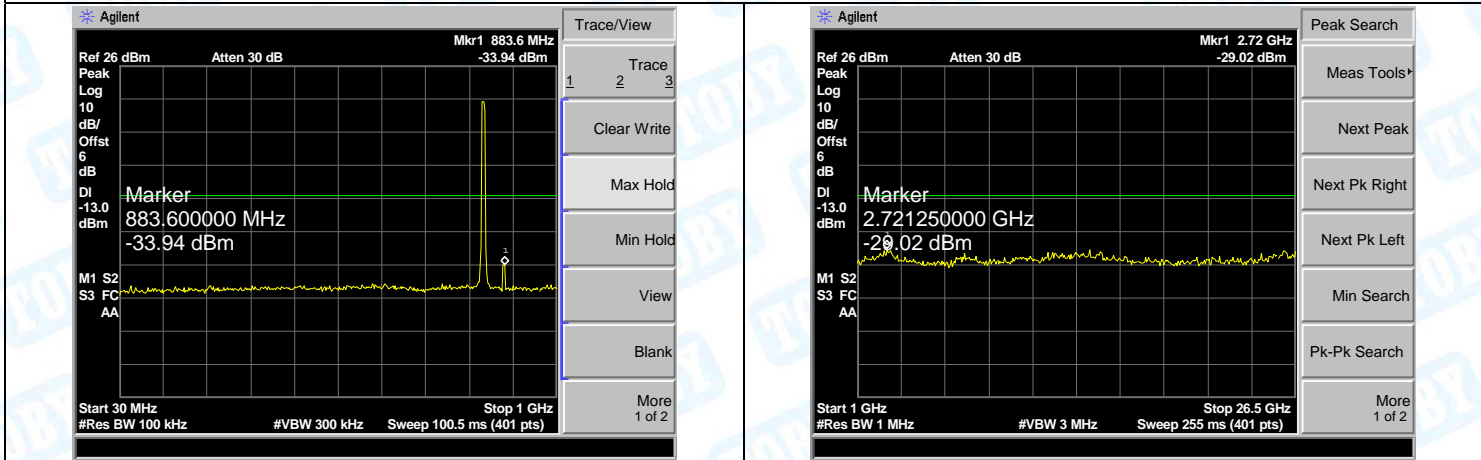 Agilent
Trace/View
Mkr1 883.6 MHz
Ref 26 dBm Atten 30 dB -33.94 dBm
Peak
Log
10
dB/
Offst
6
dB
DI
-13.0
dBm
Marker
883.600000 MHz
-33.94 dBm
1
M1 S2
S3 FC
AA
Start 30 MHz Stop 1 GHz
#Res BW 100 kHz #VBW 300 kHz Sweep 100.5 ms (401 pts)
Trace
1 2 3
Clear Write
Max Hold
Min Hold
View
Blank
More
1 of 2
Agilent
Peak Search
Mkr1 2.72 GHz
Ref 26 dBm Atten 30 dB -29.02 dBm
Peak
Log
10
dB/
Offst
6
dB
DI
-13.0
dBm
Marker
2.721250000 GHz
-29.02 dBm
M1 S2
S3 FC
AA
Start 1 GHz Stop 26.5 GHz
#Res BW 1 MHz #VBW 3 MHz Sweep 255 ms (401 pts)
Meas Tools
Next Peak
Next Pk Right
Next Pk Left
Min Search
Pk-Pk Search
More
1 of 2
TOBY